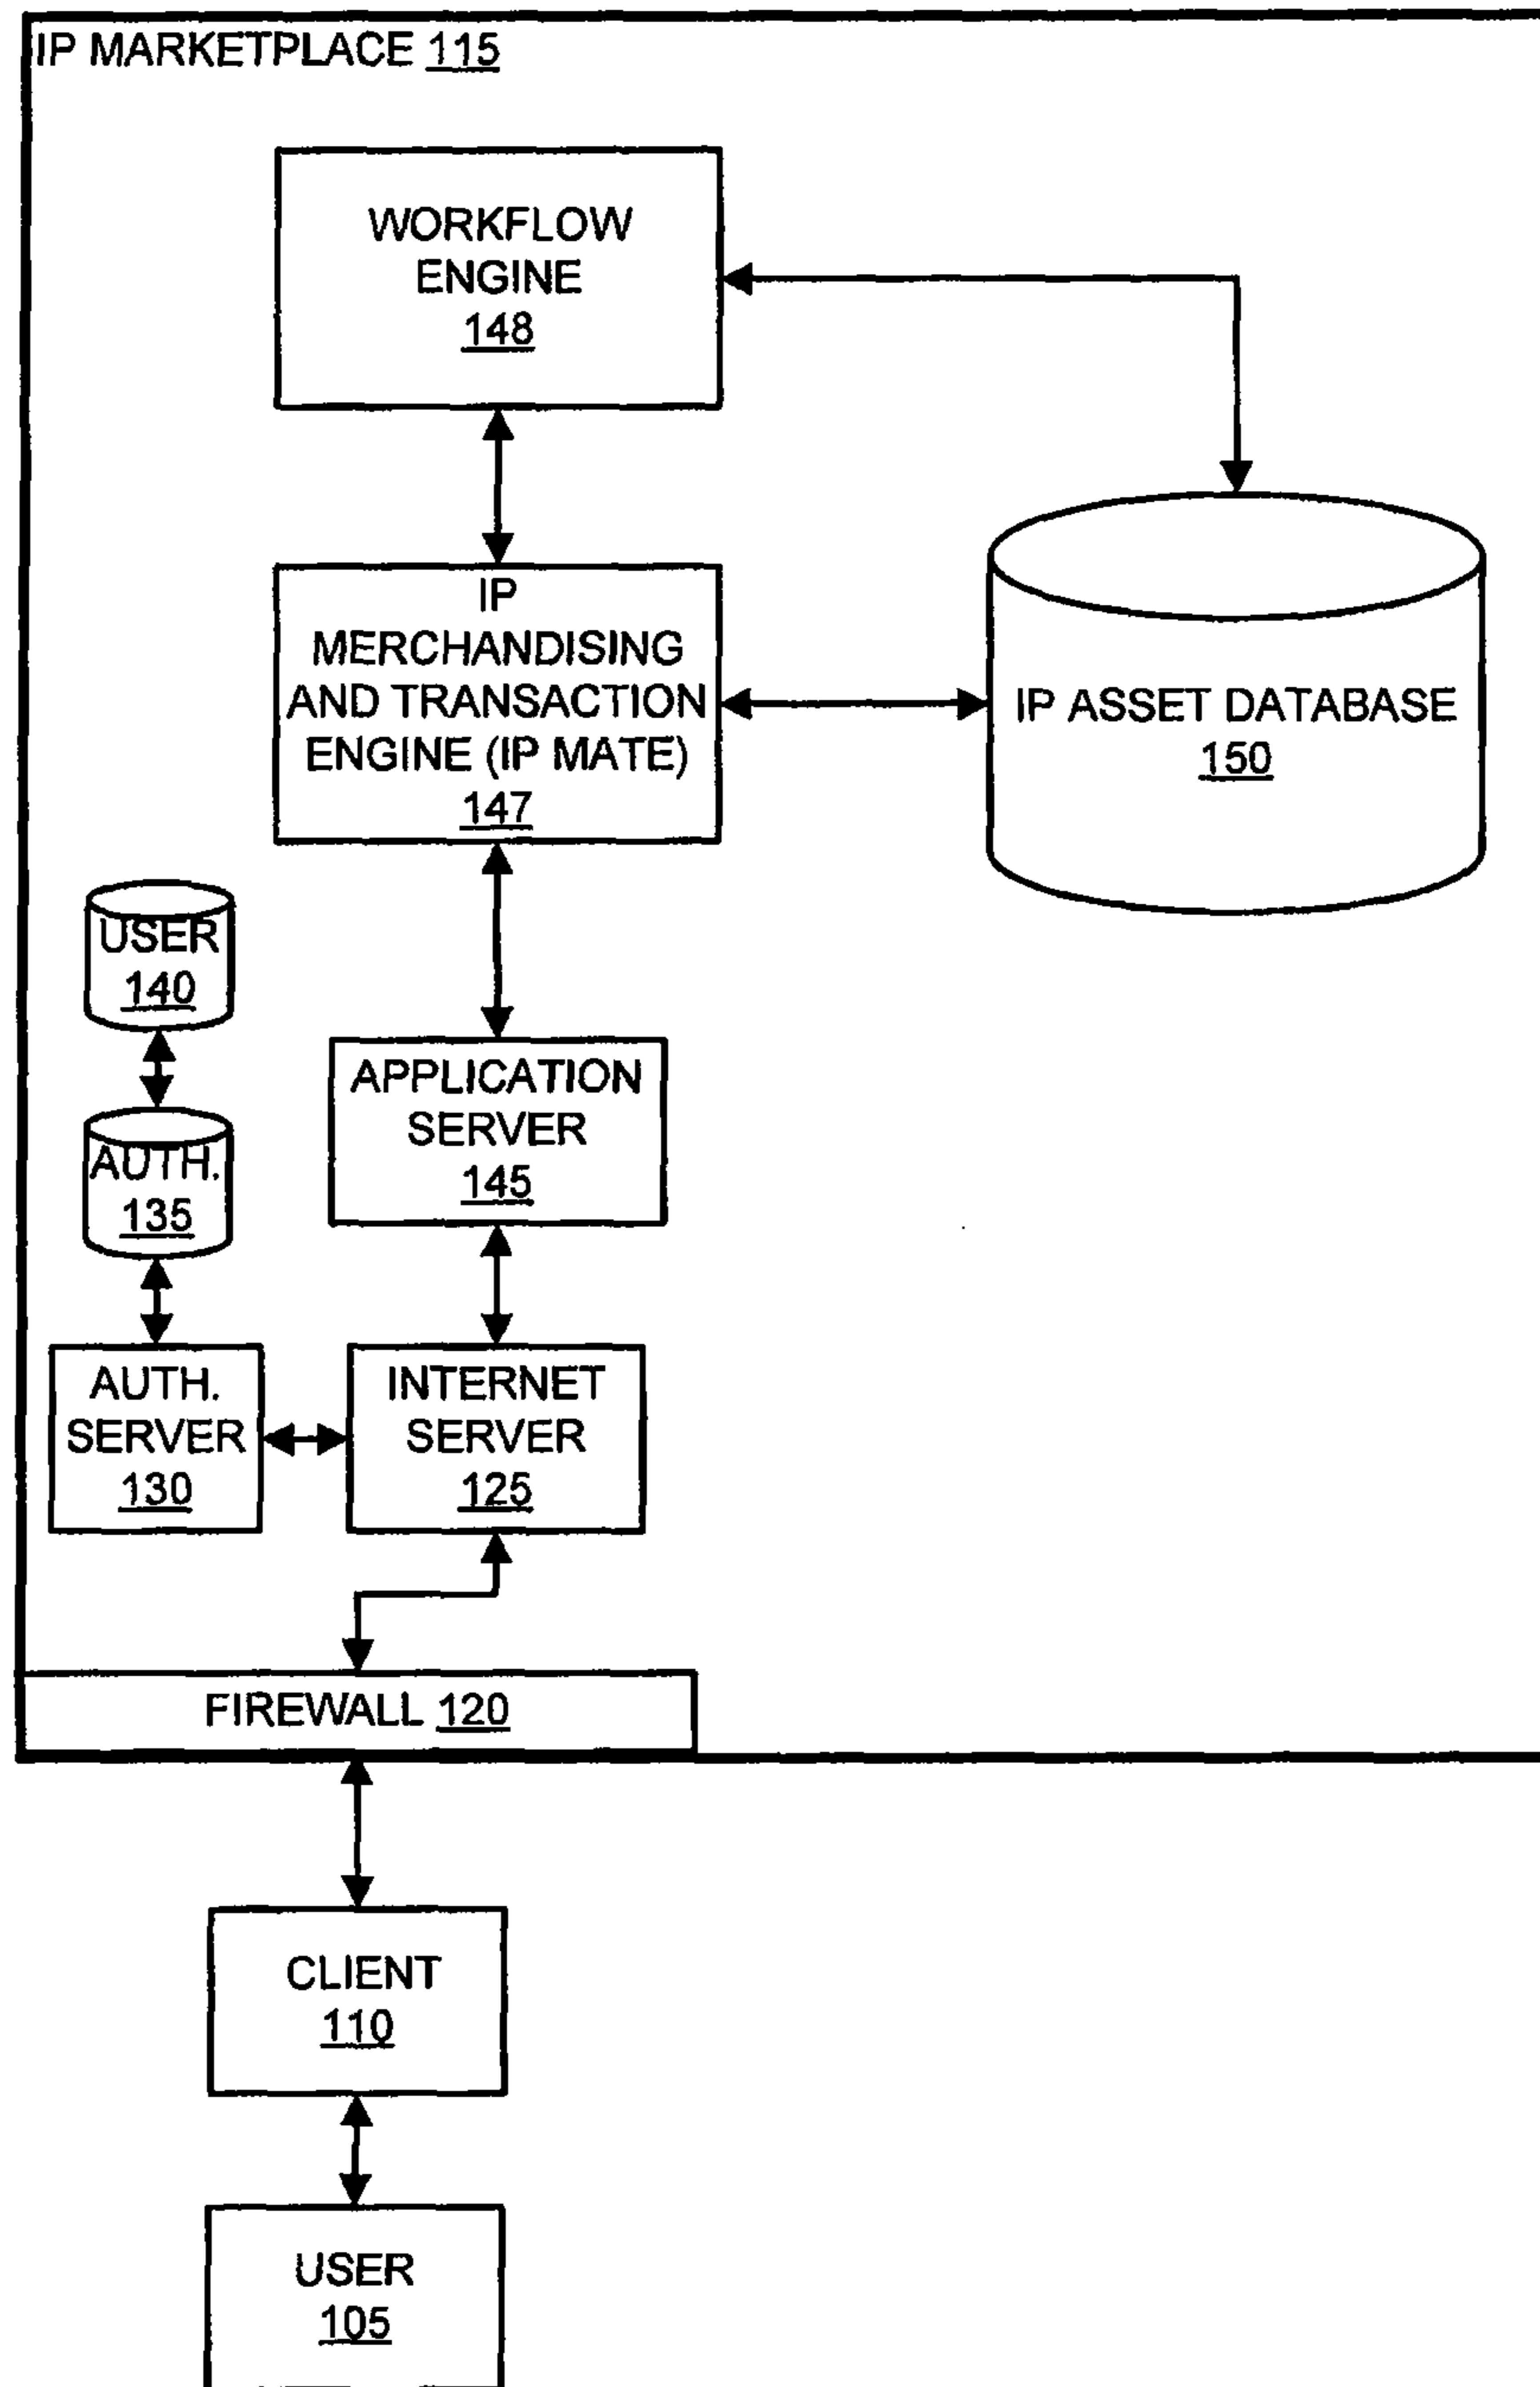 IP MARKETPLACE 115
WORKFLOW
ENGINE
148
IP
MERCHANDISING
AND TRANSACTION
ENGINE (IP MATE)
147
IP ASSET DATABASE
150
USER
140
APPLICATION
SERVER
145
AUTH.
135
AUTH.
SERVER
130
INTERNET
SERVER
125
FIREWALL 120
CLIENT
110
USER
105